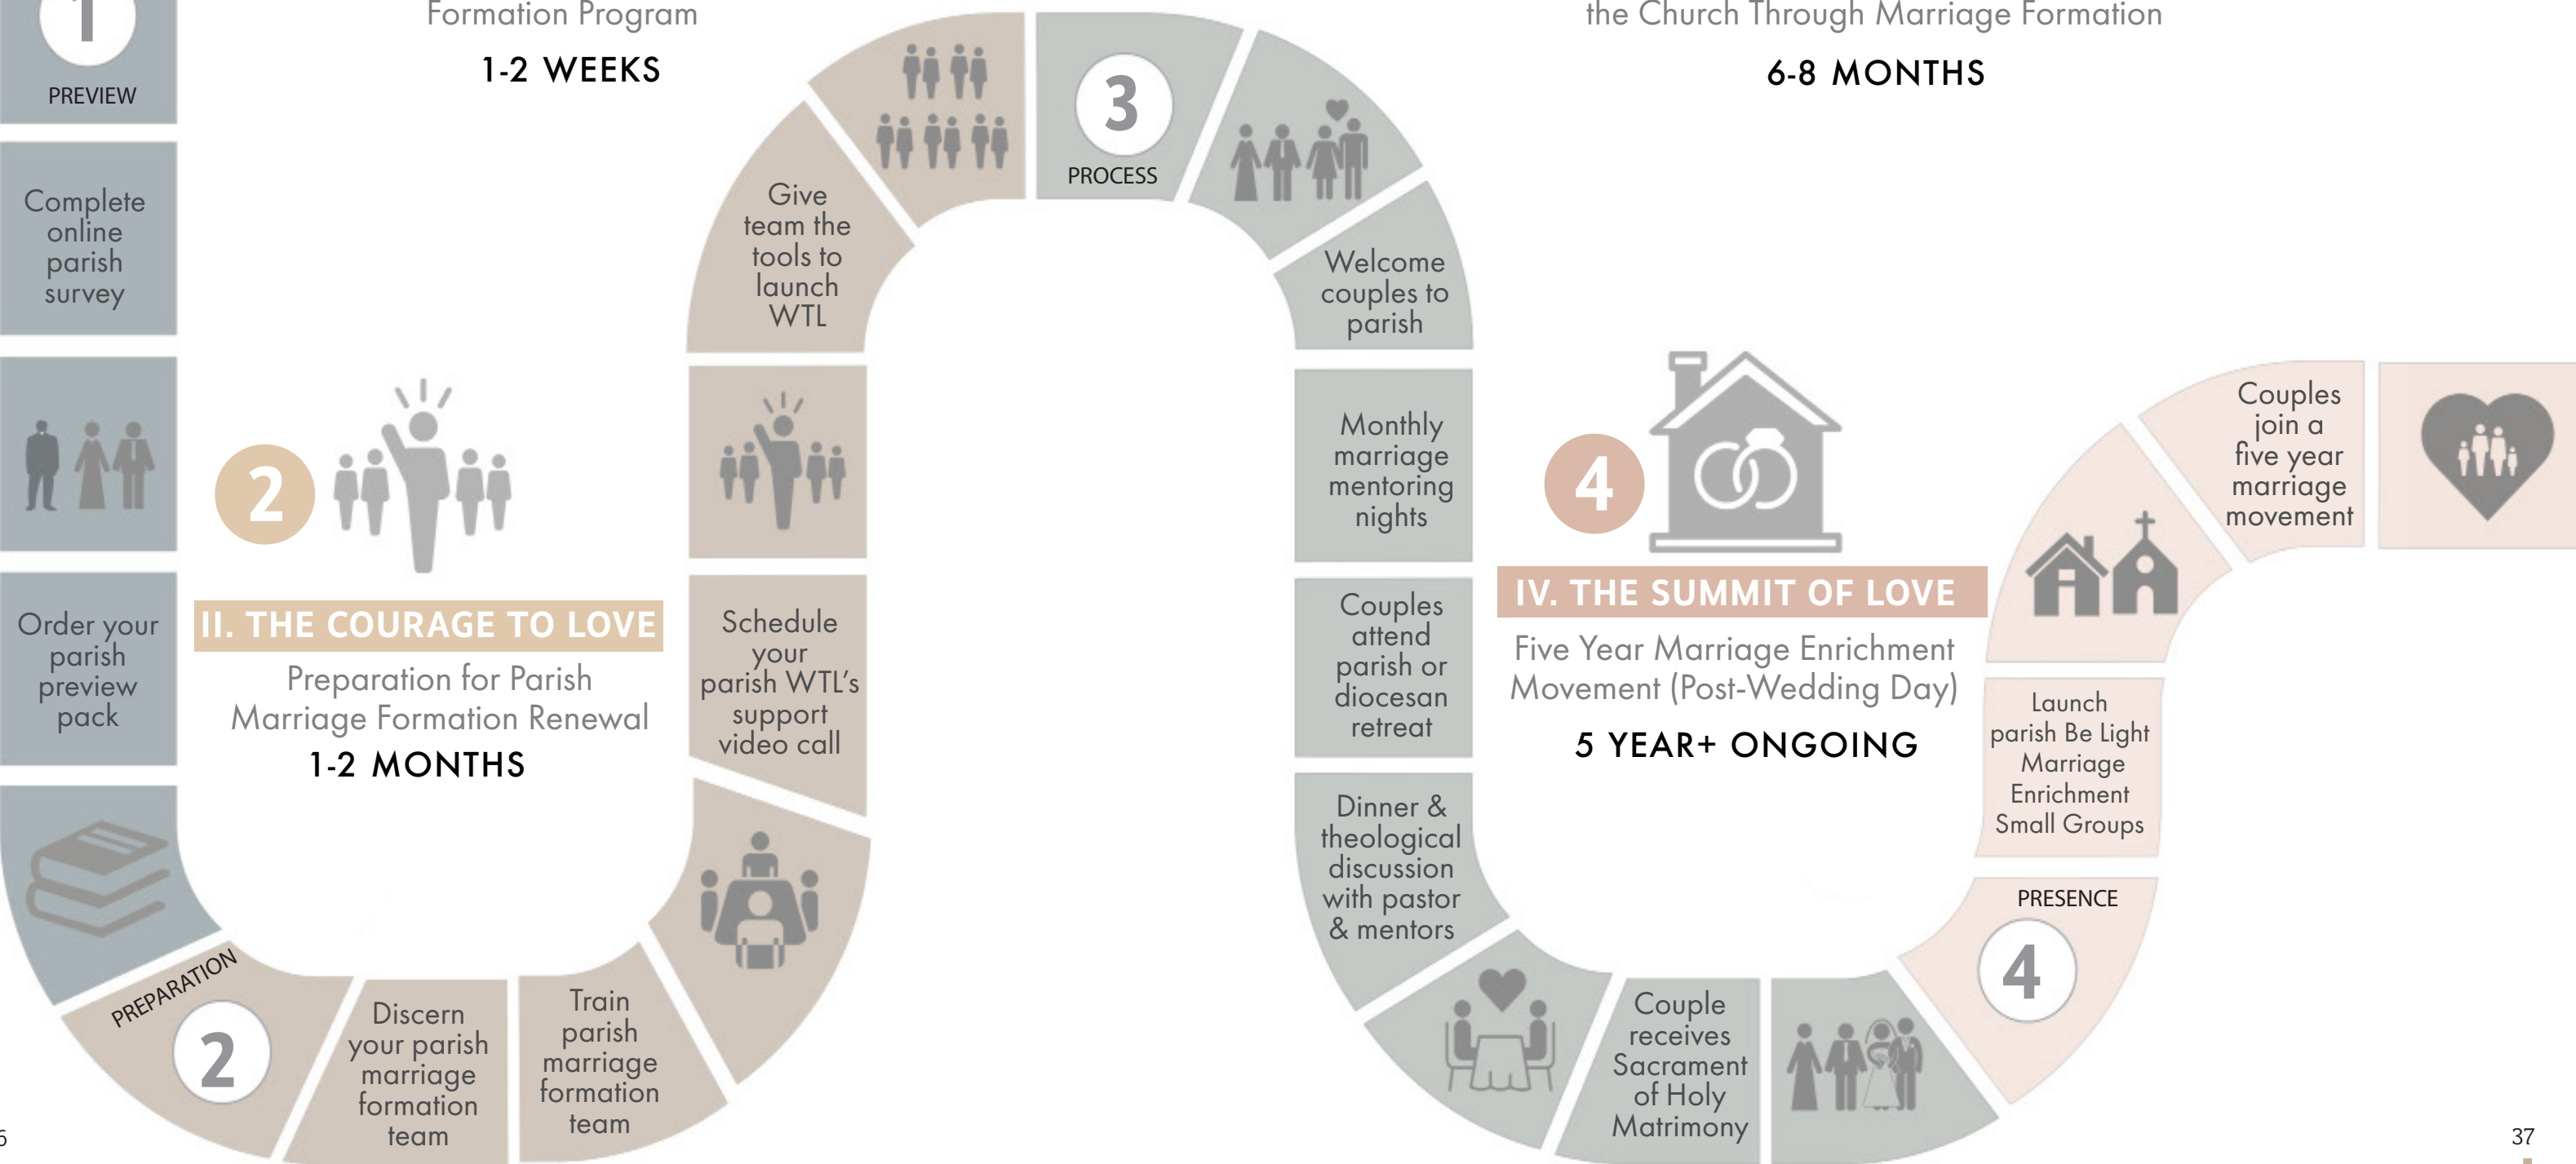 1
PREVIEW
Formation Program
1-2 WEEKS
Complete
online
parish
survey
Order your
parish
preview
pack
2
II. THE COURAGE TO LOVE
Preparation for Parish
Marriage Formation Renewal
1-2 MONTHS
PREPARATION
2
Discern
your parish
marriage
formation
team
Train
parish
marriage
formation
team
Schedule
your
parish WTL's
support
video call
Give
team the
tools to
launch
WTL
3
PROCESS
the Church Through Marriage Formation
6-8 MONTHS
Welcome
couples to
parish
Monthly
marriage
mentoring
nights
Couples
attend
parish or
diocesan
retreat
Dinner &
theological
discussion
with pastor
& mentors
Couple
receives
Sacrament
of Holy
Matrimony
4
IV. THE SUMMIT OF LOVE
Five Year Marriage Enrichment
Movement (Post-Wedding Day)
5 YEAR+ ONGOING
PRESENCE
4
Launch
parish Be Light
Marriage
Enrichment
Small Groups
Couples
join a
five year
marriage
movement
6
37